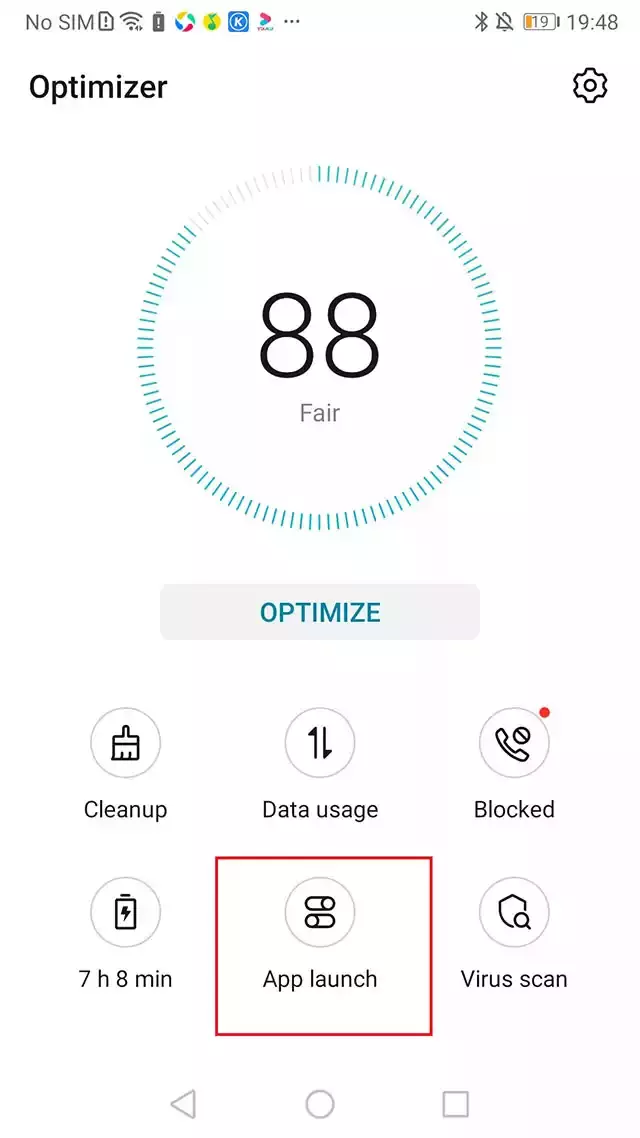 No SIM 19 19:48
Optimizer
88
Fair
OPTIMIZE
Cleanup Data usage Blocked
7 h 8 min App launch Virus scan